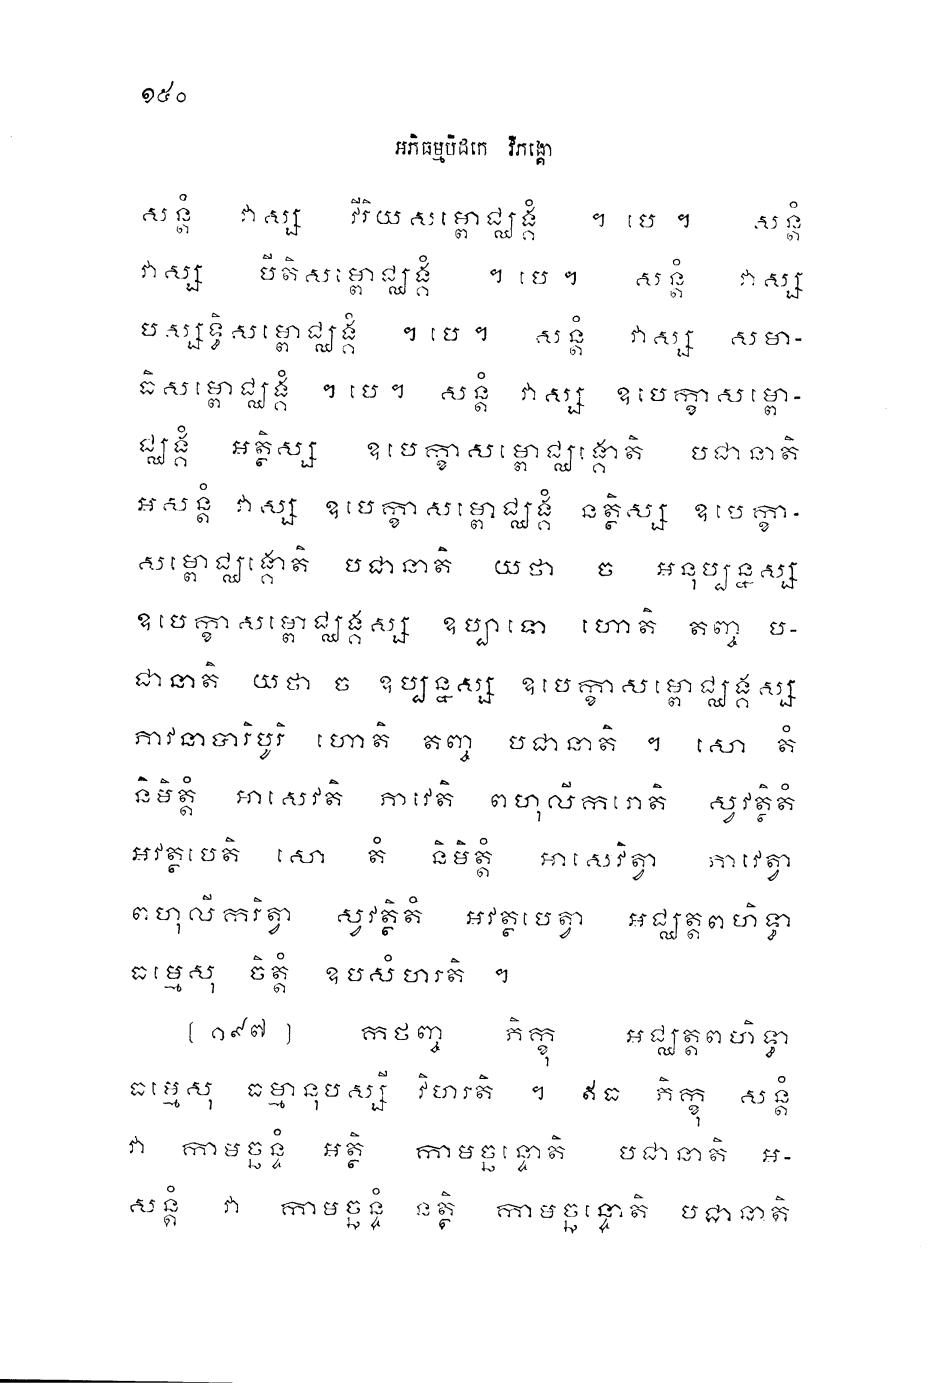 ១៥០
អភិធម្មបិដកេ វិភង្គោ
សន្តំ វាស្ស វីរិយសម្ពោជ្ឈង្គំ ។ បេ ។ សន្តំ
វាស្ស បីតិសម្ពោជ្ឈង្គំ ។ បេ ។ សន្តំ វាស្ស
បស្សទ្ធិសម្ពោជ្ឈង្គំ ។ បេ ។ សន្តំ វាស្ស សមា-
ធិសម្ពោជ្ឈង្គំ ។ បេ ។ សន្តំ វាស្ស ឧបេក្ខាសម្ពោ-
ជ្ឈង្គំ អត្ថិស្ស ឧបេក្ខាសម្ពោជ្ឈង្គោតិ បជានាតិ
អសន្តំ វាស្ស ឧបេក្ខាសម្ពោជ្ឈង្គំ នត្ថិស្ស ឧបេក្ខា-
សម្ពោជ្ឈង្គោតិ បជានាតិ យថា ច អនុប្បន្នស្ស
ឧបេក្ខាសម្ពោជ្ឈង្គស្ស ឧប្បាទោ ហោតិ តញ្ច ប-
ជានាតិ យថា ច ឧប្បន្នស្ស ឧបេក្ខាសម្ពោជ្ឈង្គស្ស
ភាវនាបារិបូរិ ហោតិ តញ្ច បជានាតិ ។ សោ តំ
និមិត្តំ អាសេវតិ ភាវេតិ ពហុលីករោតិ ស្វវត្ថិតំ
អវត្ថបេតិ សោ តំ និមិត្តំ អាសេវិត្វា ភាវេត្វា
ពហុលីករិត្វា ស្វវត្ថិតំ អវត្ថបេត្វា អជ្ឈត្តពហិទ្ធា
ធម្មេសុ ចិត្តំ ឧបសំហរតិ ។
[ ១៩៧ ] កថញ្ច ភិក្ខុ អជ្ឈត្តពហិទ្ធា
ធម្មេសុ ធម្មានុបស្សី វិហរតិ ។ ឥធ ភិក្ខុ សន្តំ
វា កាមច្ឆន្ទំ អត្ថិ កាមច្ឆន្ទោតិ បជានាតិ អ-
សន្តំ វា កាមច្ឆន្ទំ នត្ថិ កាមច្ឆន្ទោតិ បជានាតិ